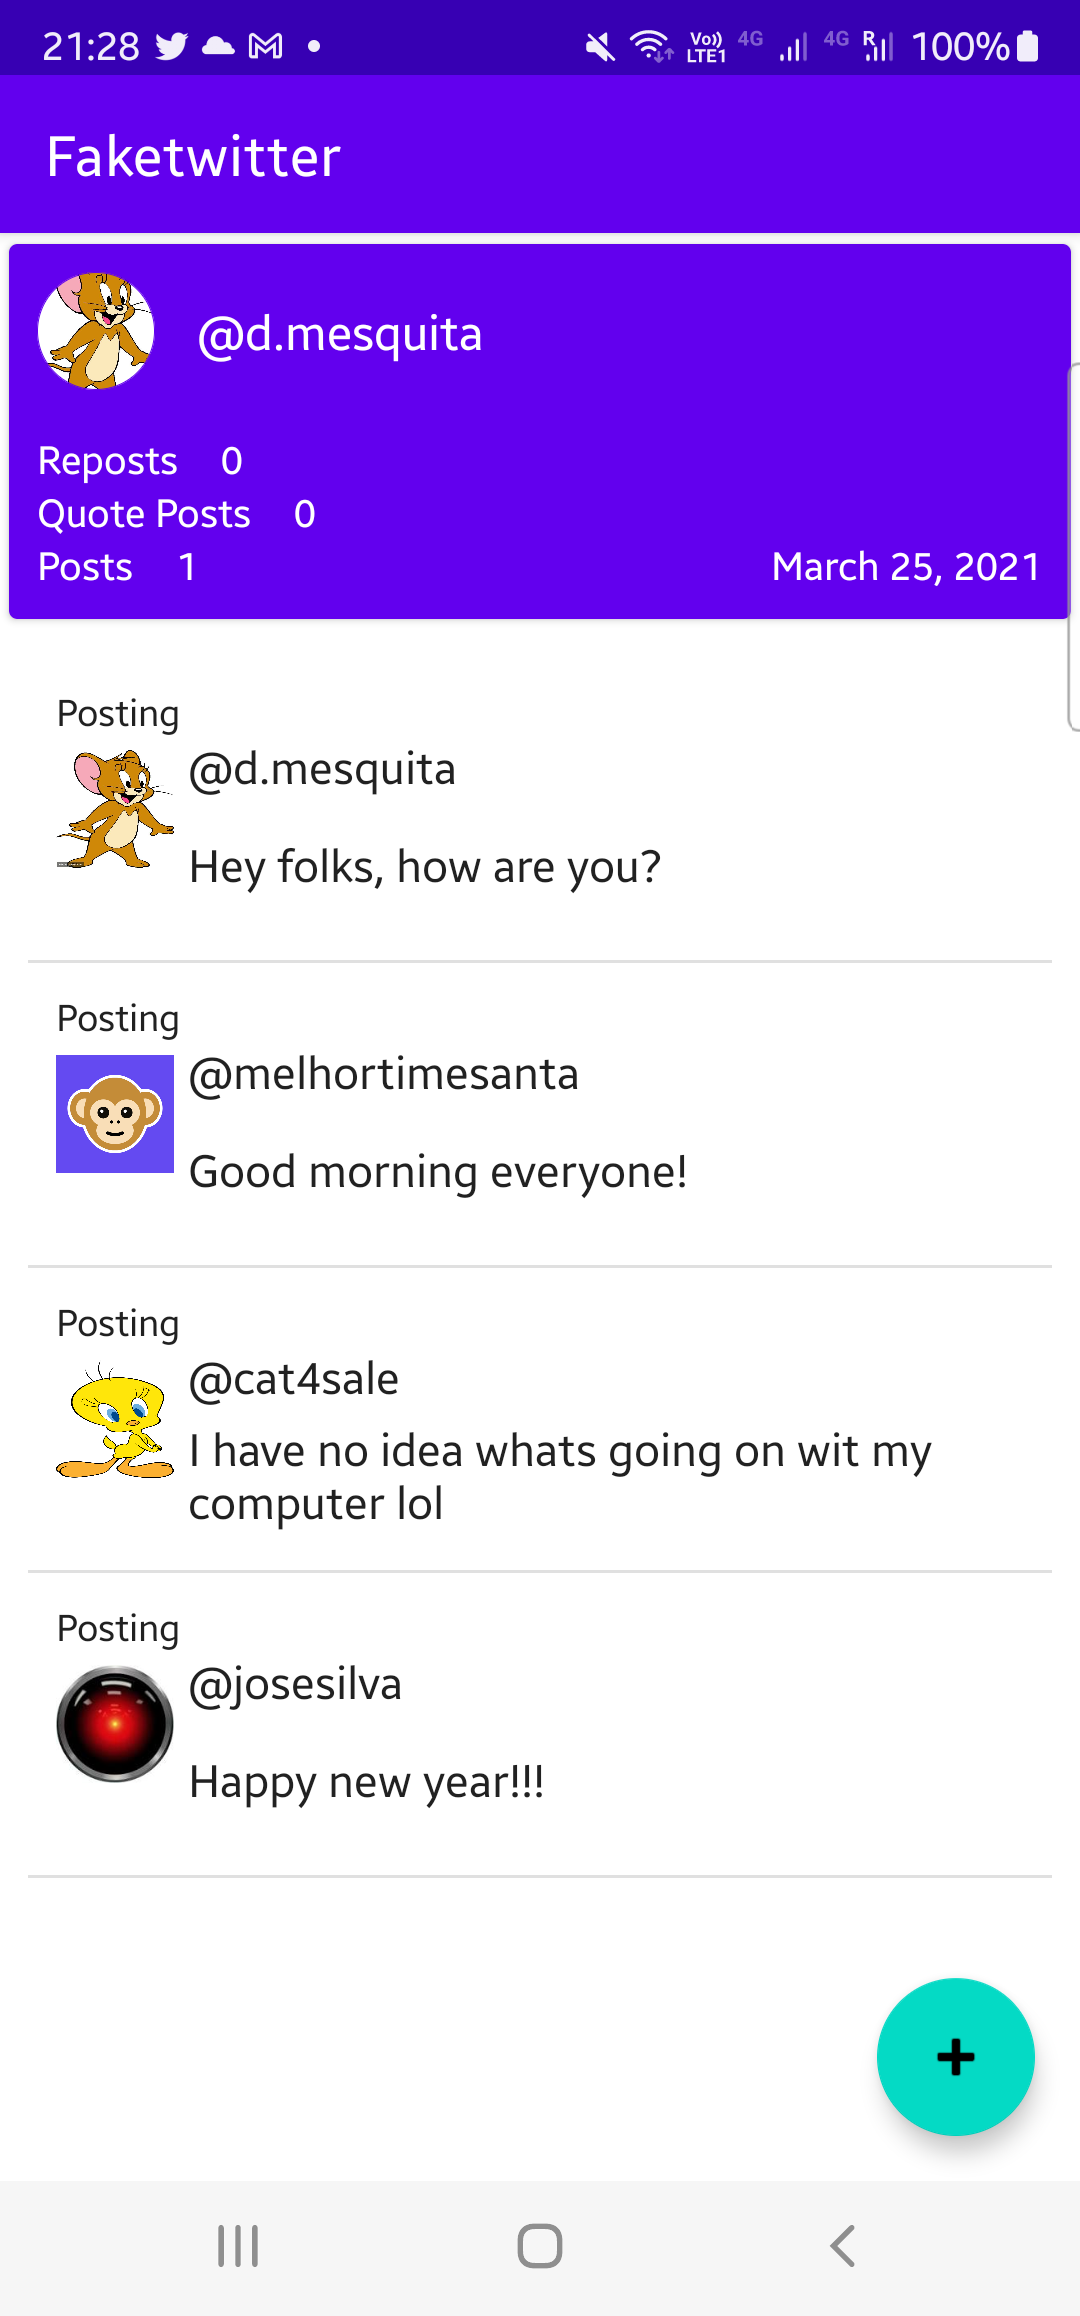 21:28
Vo)) LTE1 4G 4G R 100%
Faketwitter
@d.mesquita
Reposts 0
Quote Posts 0
Posts 1 March 25, 2021
Posting
@d.mesquita
Hey folks, how are you?
Posting
@melhortimesanta
Good morning everyone!
Posting
@cat4sale
I have no idea whats going on wit my
computer lol
Posting
@josesilva
Happy new year!!!